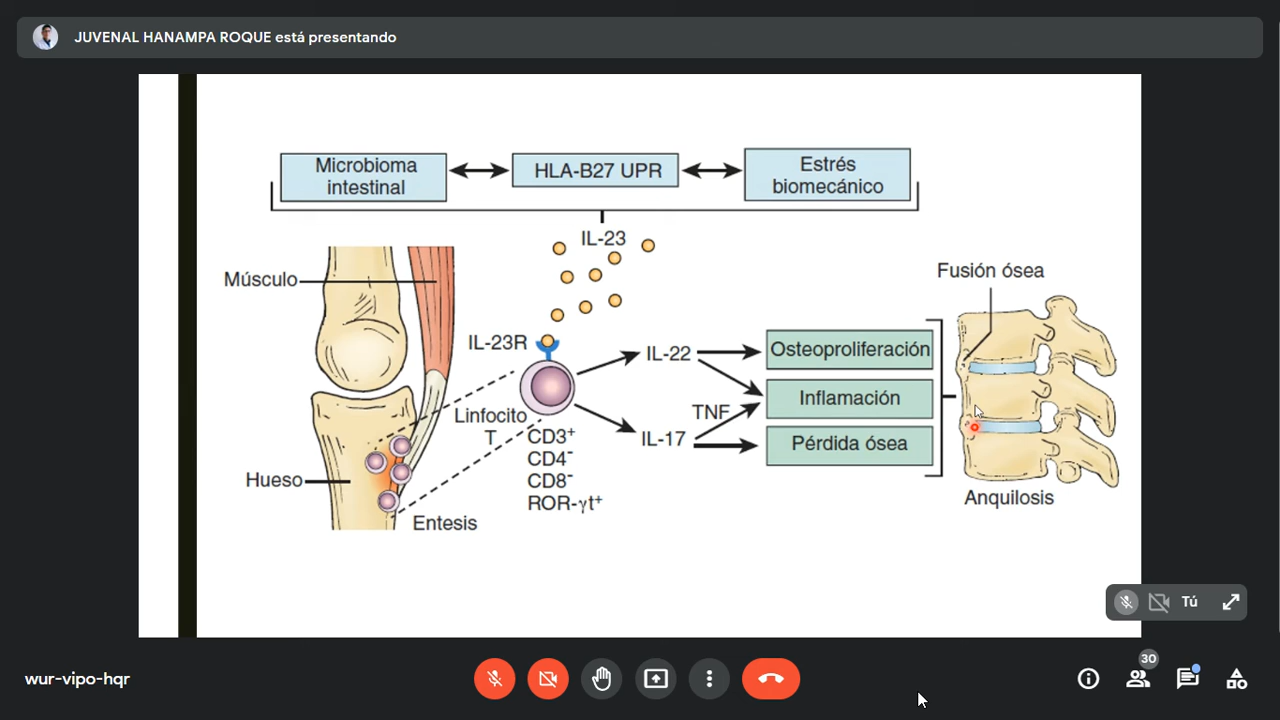 JUVENAL HANAMPA ROQUE está presentando
Microbioma
intestinal
HLA-B27 UPR
Estrés
biomecánico
IL-23
Músculo
Fusión ósea
IL-23R
IL-22
Osteoproliferación
Linfocito
T
TNF
Inflamación
CD3+
CD4-
CD8-
ROR-γt+
IL-17
Pérdida ósea
Hueso
Entesis
Anquilosis
Tú
wur-vipo-hqr
30